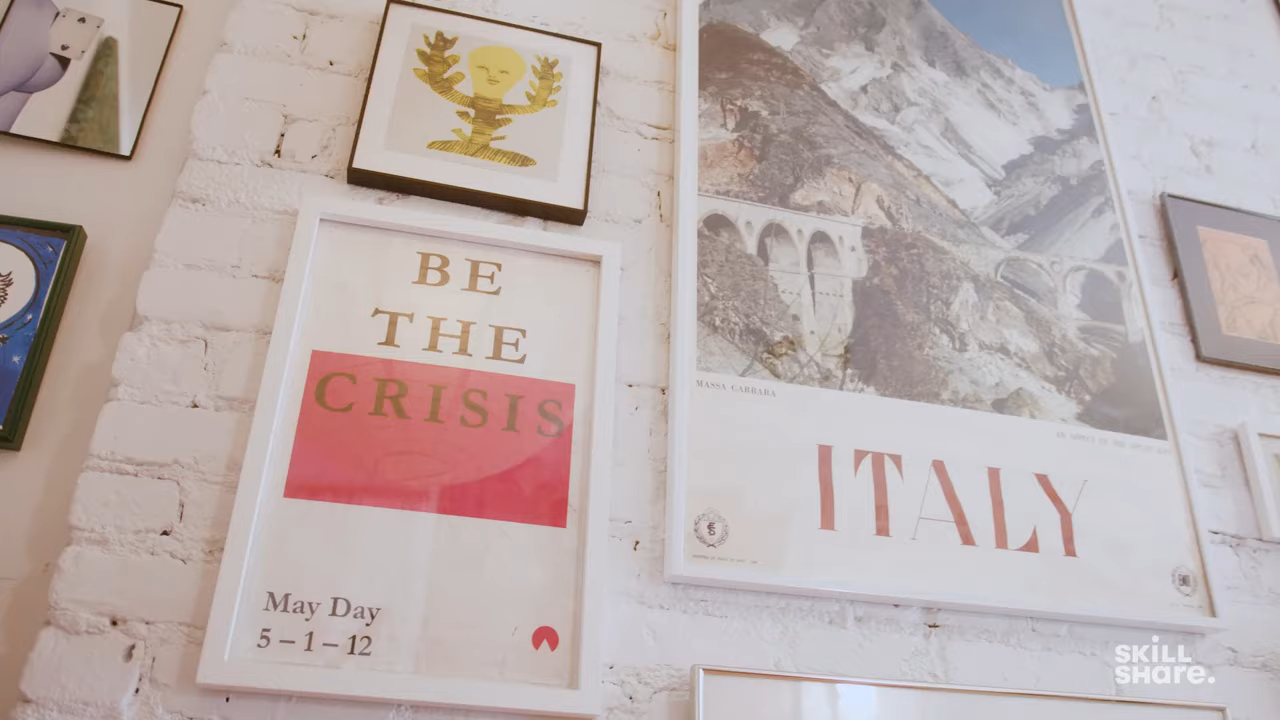 BE
THE
CRISIS
May Day
5 – 1 – 12
MASSA CARRARA
ITALY
SKILL
SHARE.